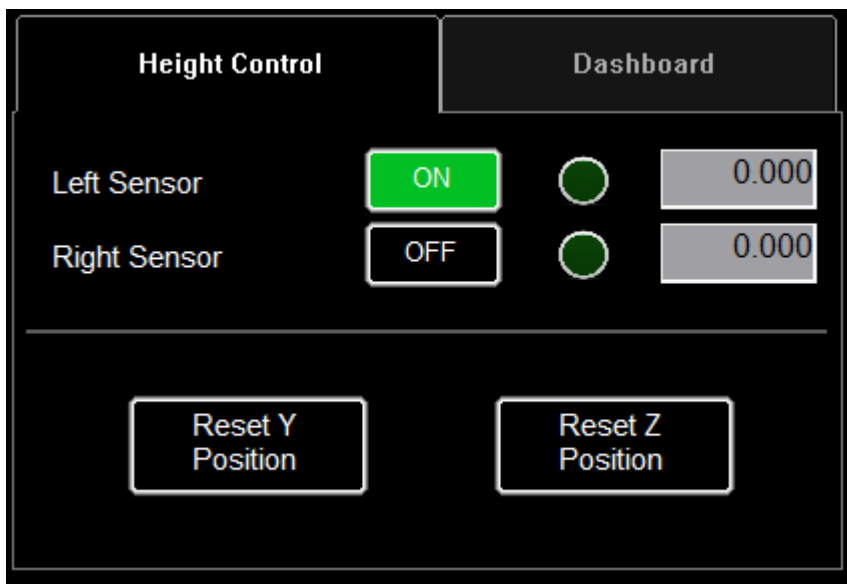 Height Control
Dashboard
Left Sensor
ON
0.000
Right Sensor
OFF
0.000
Reset Y
Position
Reset Z
Position